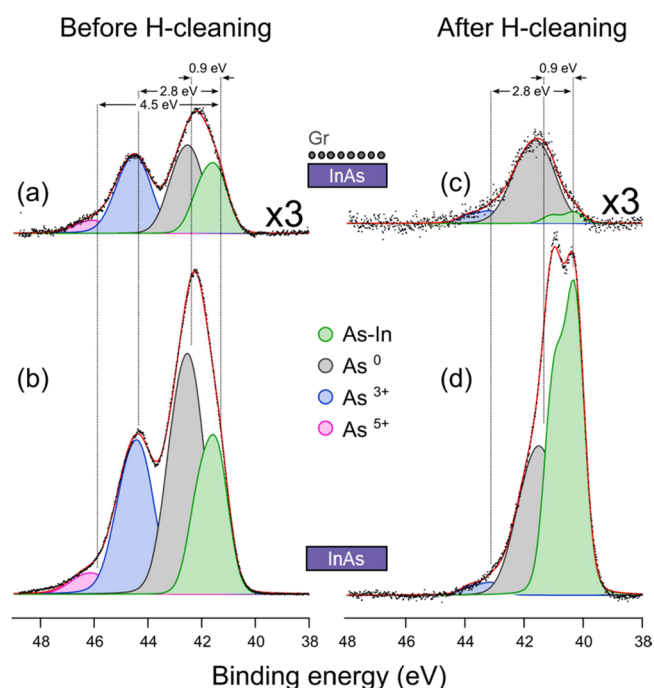 Before H-cleaning After H-cleaning
0.9 eV
2.8 eV
4.5 eV
0.9 eV
2.8 eV
Gr
InAs
(a) x3
(c) x3
(b)
(d)
As-In
As 0
As 3+
As 5+
InAs
48 46 44 42 40 38
48 46 44 42 40 38
Binding energy (eV)